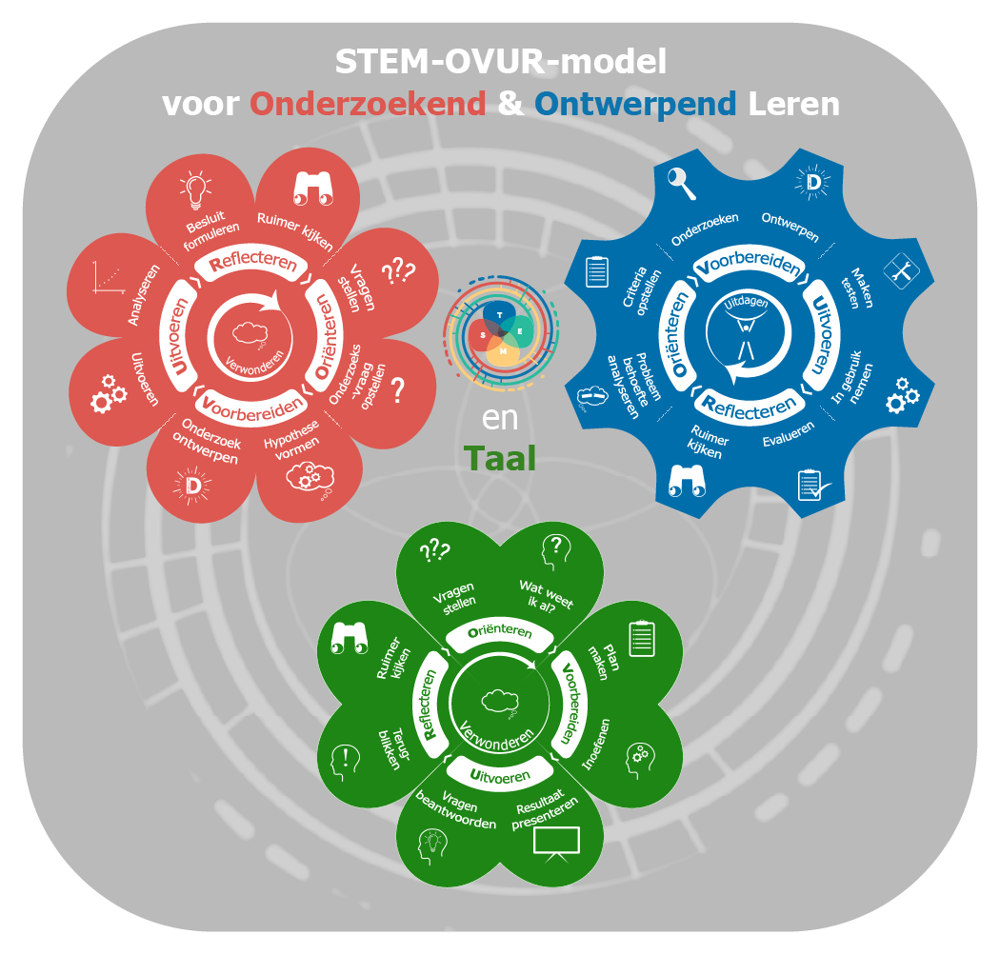 STEM-OVUR-model
voor Onderzoekend & Ontwerpend Leren
Besluit
formuleren
Ruimer kijken
Vragen
stellen
???
Onderzoeks
-vraag
opstellen
?
Hypothese
vormen
Onderzoek
ontwerpen
D
Uitvoeren
Analyseren
Reflecteren
Oriënteren
Voorbereiden
Uitvoeren
Verwonderen
S
T
E
M
en
Taal
Onderzoeken
Ontwerpen
D
Maken
testen
In gebruik
nemen
Evalueren
Ruimer
kijken
Probleem
behoefte
analyseren
Criteria
opstellen
Voorbereiden
Uitvoeren
Reflecteren
Oriënteren
Uitdagen
???
Vragen
stellen
?
Wat weet
ik al?
Plan
maken
Inoefenen
Resultaat
presenteren
Vragen
beantwoorden
!
Terug-
blikken
Ruimer
kijken
Oriënteren
Voorbereiden
Uitvoeren
Reflecteren
Verwonderen